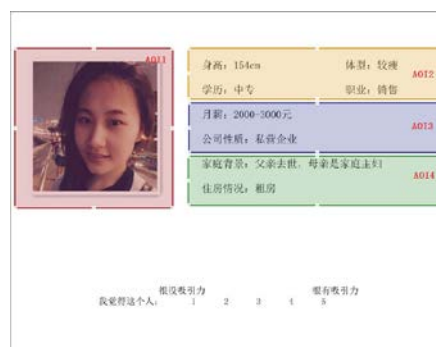 AOI1
身高：154cm 体型：较瘦
AOI2
学历：中专 职业：销售
月薪：2000-3000元
AOI3
公司性质：私营企业
家庭背景：父亲去世，母亲是家庭主妇
AOI4
住房情况：租房
很没吸引力 很有吸引力
我觉得这个人： 1 2 3 4 5